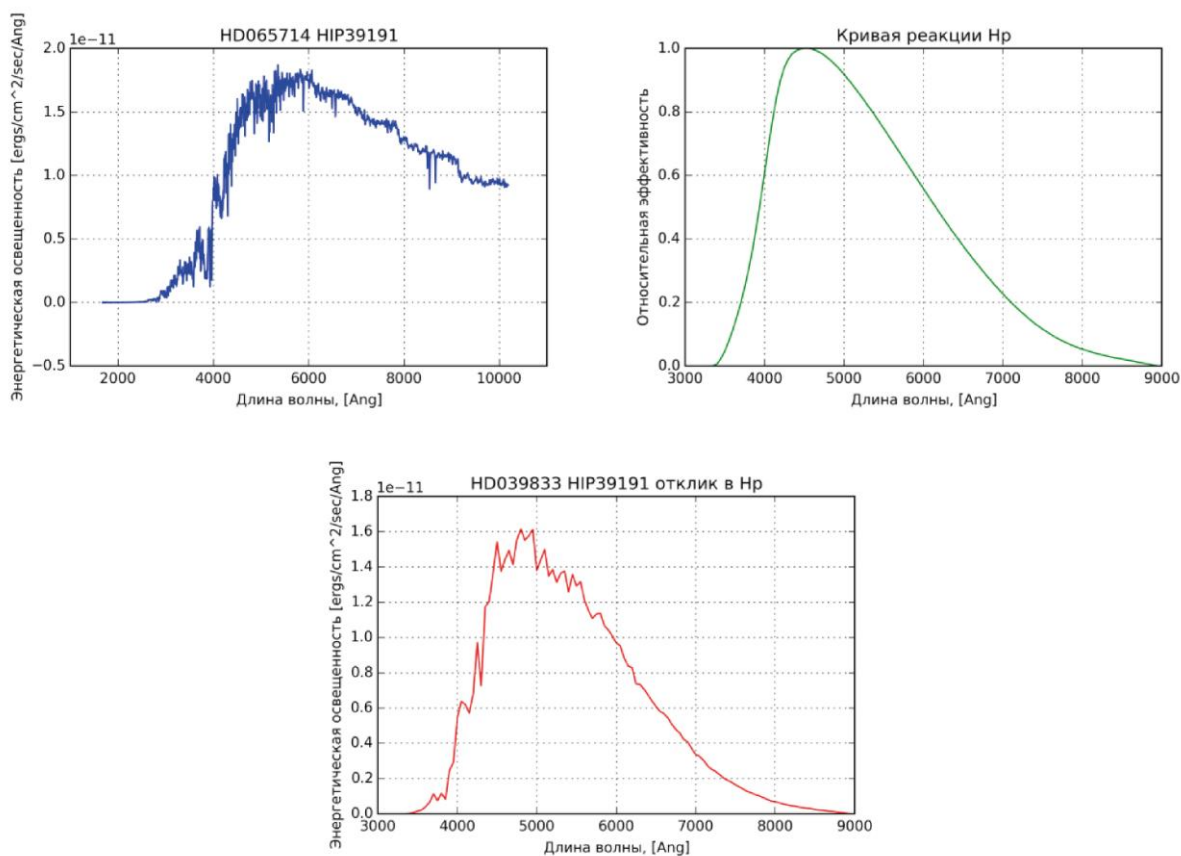 HD065714 HIP39191
1e−11
Энергетическая освещенность [ergs/cm^2/sec/Ang]
2.0
1.5
1.0
0.5
0.0
−0.5
2000 4000 6000 8000 10000
Длина волны, [Ang]
Кривая реакции Hp
Относительная эффективность
1.0
0.8
0.6
0.4
0.2
0.0
3000 4000 5000 6000 7000 8000 9000
Длина волны, [Ang]
HD039833 HIP39191 отклик в Hp
1e−11
Энергетическая освещенность [ergs/cm^2/sec/Ang]
1.8
1.6
1.4
1.2
1.0
0.8
0.6
0.4
0.2
0.0
3000 4000 5000 6000 7000 8000 9000
Длина волны, [Ang]